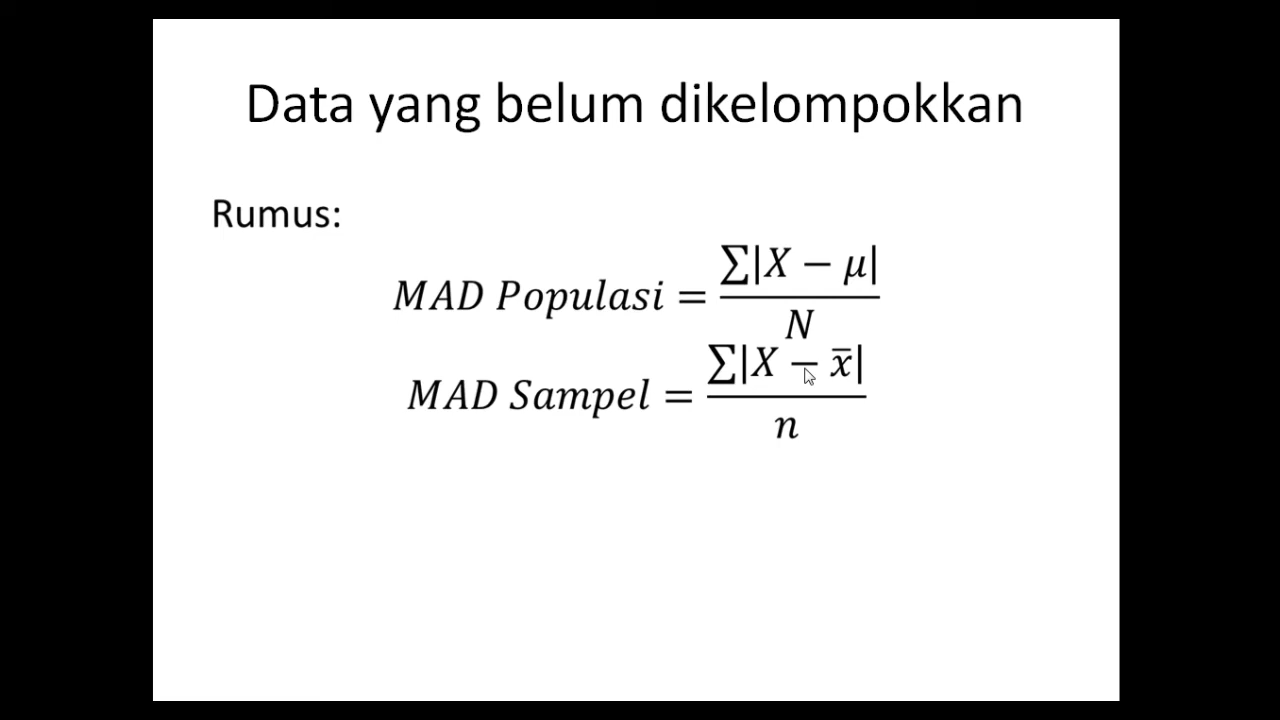 Data yang belum dikelompokkan
Rumus:
MAD Populasi = ∑|X − μ| / N
MAD Sampel = ∑|X − x̄| / n